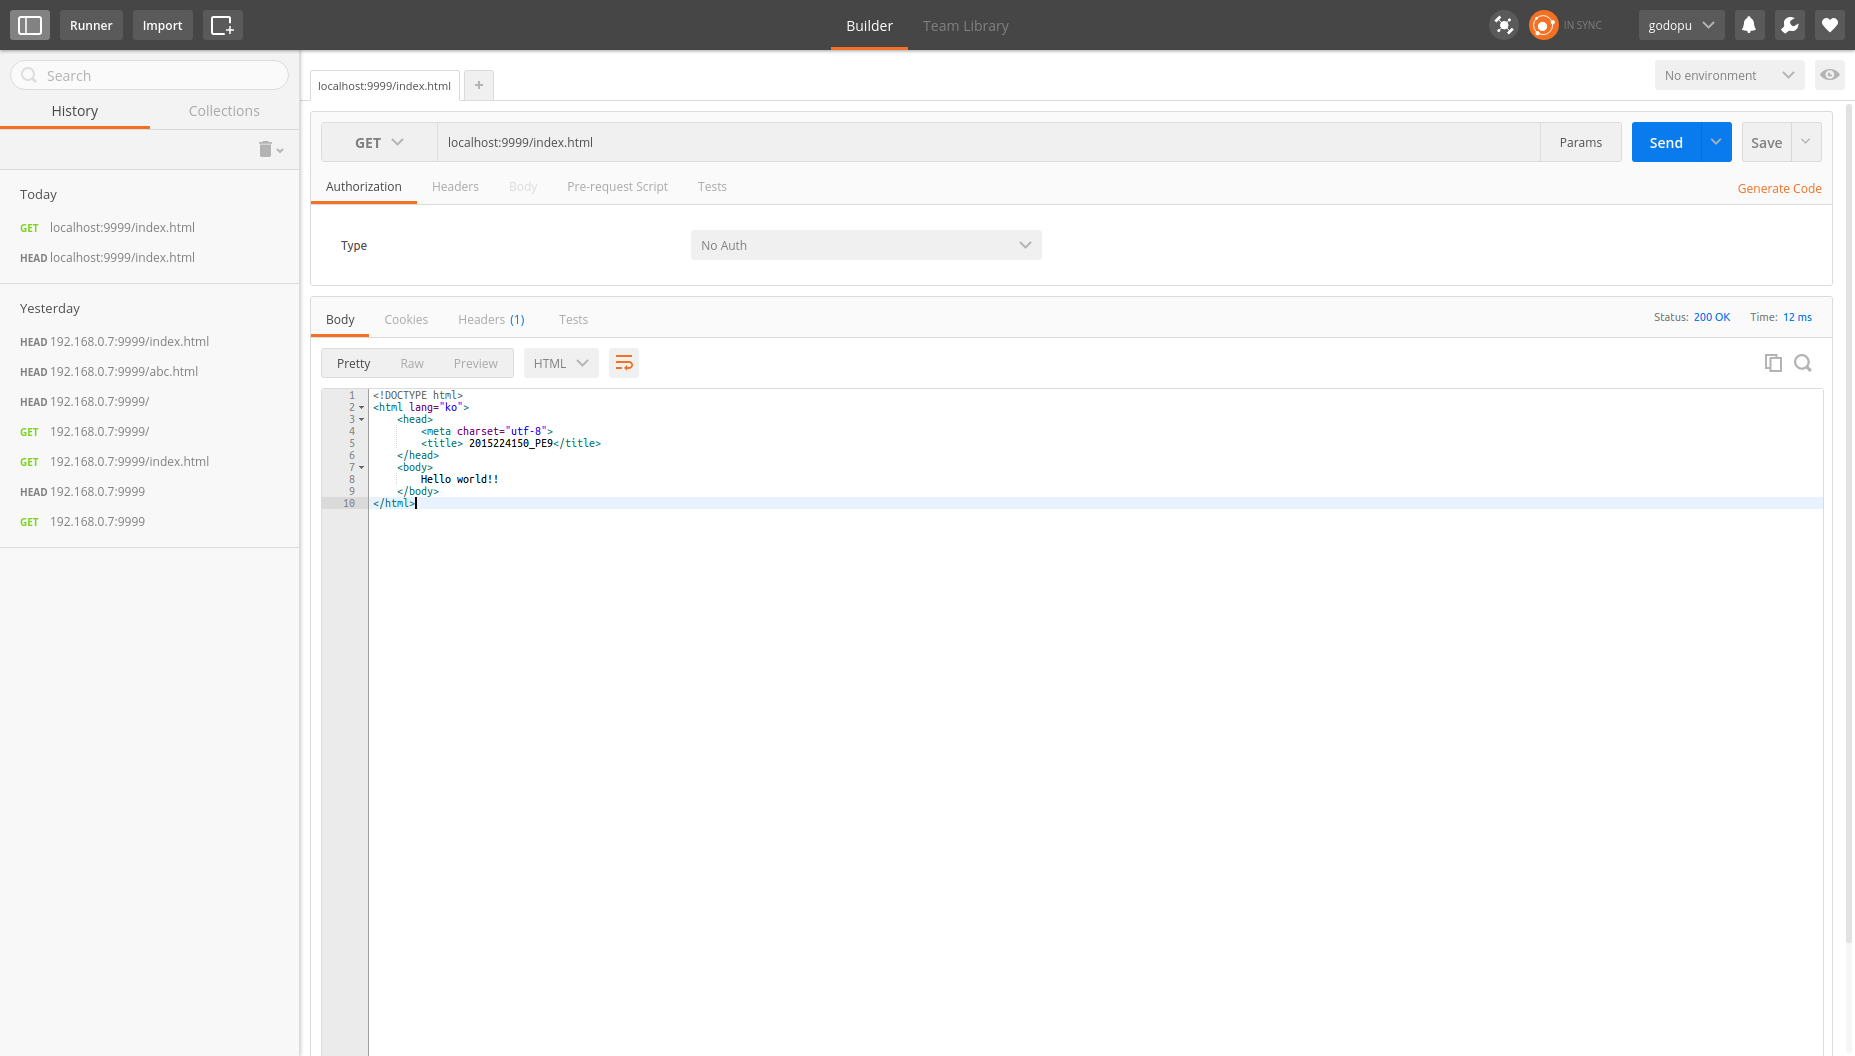 Runner Import Builder Team Library IN SYNC godopu
Search
History Collections
Today
GET localhost:9999/index.html
HEAD localhost:9999/index.html
Yesterday
HEAD 192.168.0.7:9999/index.html
HEAD 192.168.0.7:9999/abc.html
HEAD 192.168.0.7:9999/
GET 192.168.0.7:9999/
GET 192.168.0.7:9999/index.html
HEAD 192.168.0.7:9999
GET 192.168.0.7:9999
localhost:9999/index.html + No environment
GET localhost:9999/index.html Params Send Save
Authorization Headers Body Pre-request Script Tests Generate Code
Type No Auth
Body Cookies Headers (1) Tests Status: 200 OK Time: 12 ms
Pretty Raw Preview HTML
1 <!DOCTYPE html>
2 <html lang="ko">
3 <head>
4 <meta charset="utf-8">
5 <title> 2015224150_PE9</title>
6 </head>
7 <body>
8 Hello world!!
9 </body>
10 </html>